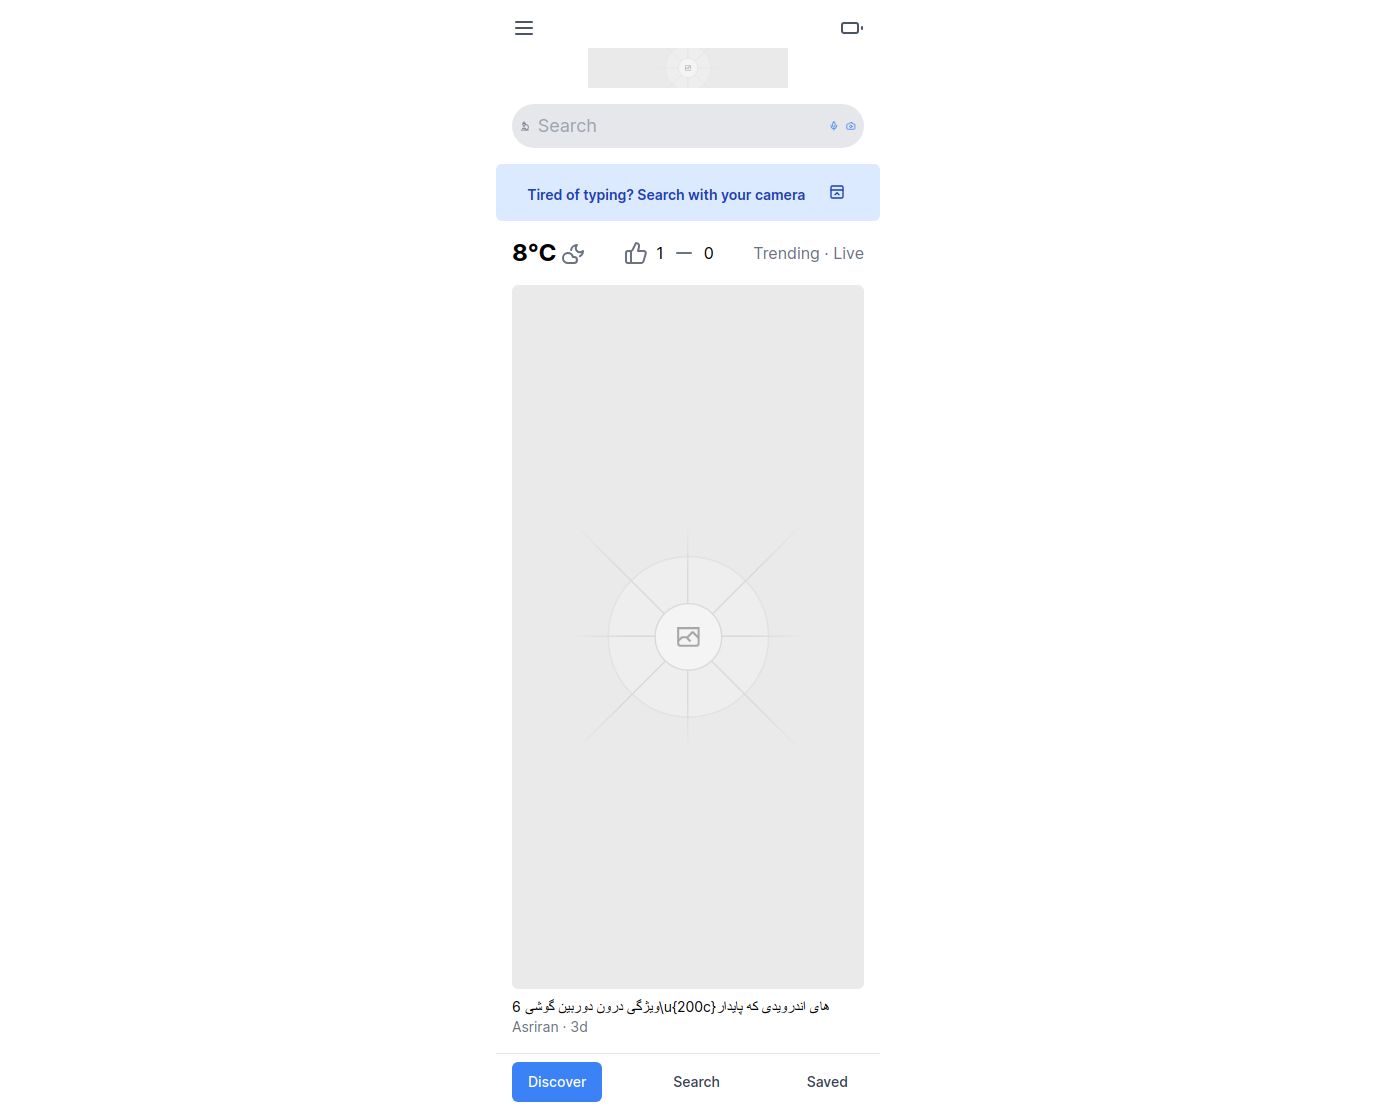 Search
Tired of typing? Search with your camera
8°C 1 — 0 Trending · Live
6 ویژگی درون دوربین گوشی\u{200c}های اندرویدی که پایدار
Asriran · 3d
Discover Search Saved